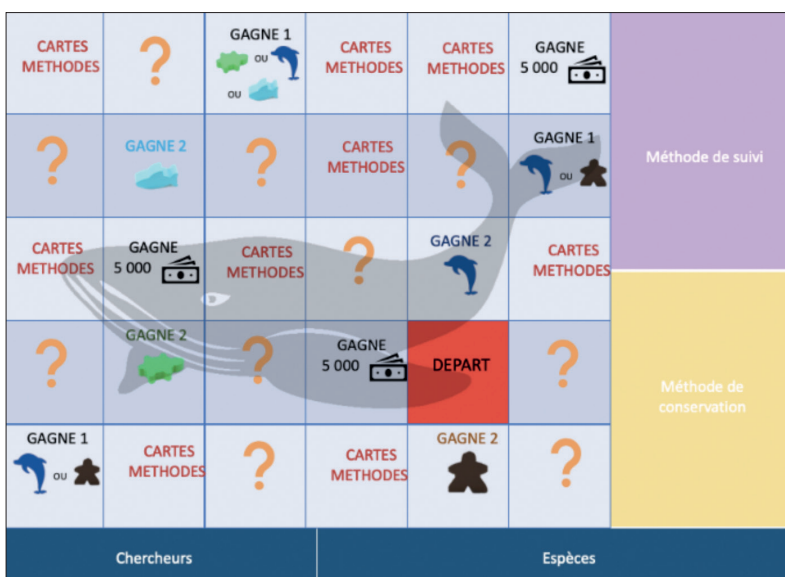 CARTES
METHODES
?
GAGNE 1
ou
ou
CARTES
METHODES
CARTES
METHODES
GAGNE
5 000
?
GAGNE 2
?
CARTES
METHODES
?
GAGNE 1
ou
Méthode de suivi
CARTES
METHODES
GAGNE
5 000
CARTES
METHODES
?
GAGNE 2
CARTES
METHODES
?
GAGNE 2
?
GAGNE
5 000
DEPART
?
Méthode de
conservation
GAGNE 1
ou
CARTES
METHODES
?
CARTES
METHODES
GAGNE 2
?
Chercheurs
Espèces